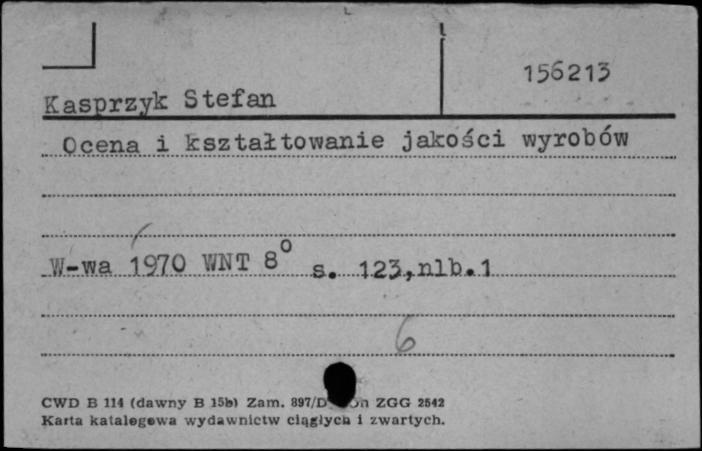 156213
Kasprzyk Stefan
Ocena i kształtowanie jakości wyrobów
W-wa 1970 WNT 8° s. 123,nlb.1
6
CWD B 114 (dawny B 15b) Zam. 897/D ZGG 2542
Karta katalogowa wydawnictw ciągłych i zwartych.